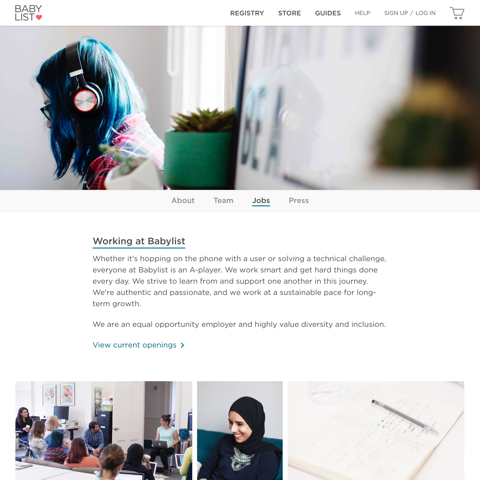 BABY
LIST
REGISTRY STORE GUIDES HELP SIGN UP / LOG IN
About Team Jobs Press
Working at Babylist
Whether it's hopping on the phone with a user or solving a technical challenge,
everyone at Babylist is an A-player. We work smart and get hard things done
every day. We strive to learn from and support one another in this journey.
We're authentic and passionate, and we work at a sustainable pace for long-
term growth.
We are an equal opportunity employer and highly value diversity and inclusion.
View current openings